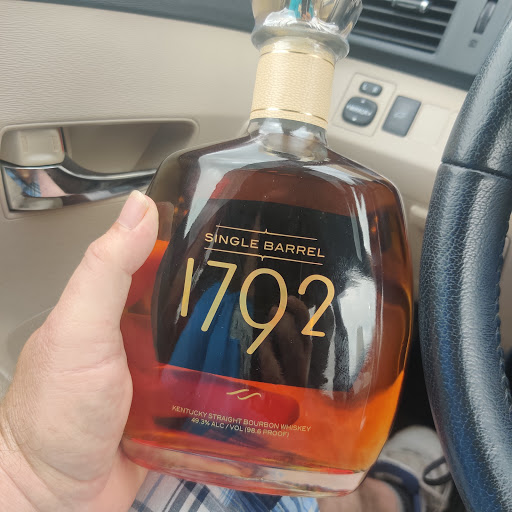 SINGLE BARREL
1792
KENTUCKY STRAIGHT BOURBON WHISKEY
49.3% ALC / VOL (98.6 PROOF)